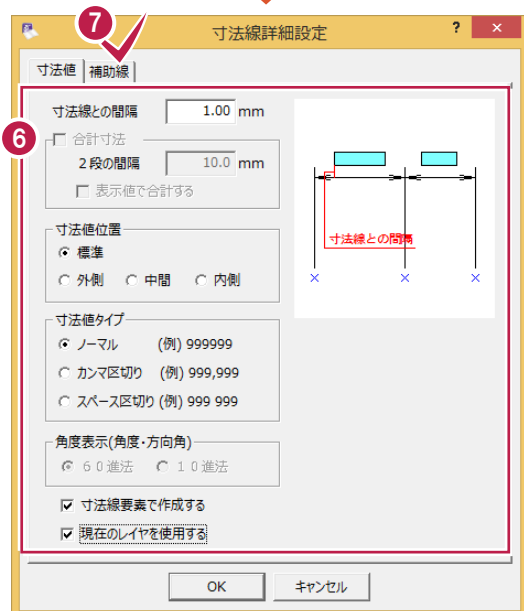 7
寸法線詳細設定 ? ×
寸法値 補助線
6
寸法線との間隔 1.00 mm
合計寸法
2段の間隔 10.0 mm
表示値で合計する
寸法線との間隔
寸法値位置
標準
外側 中間 内側
寸法値タイプ
ノーマル (例) 999999
カンマ区切り (例) 999,999
スペース区切り (例) 999 999
角度表示(角度・方向角)
60進法 10進法
寸法線要素で作成する
現在のレイヤを使用する
OK キャンセル